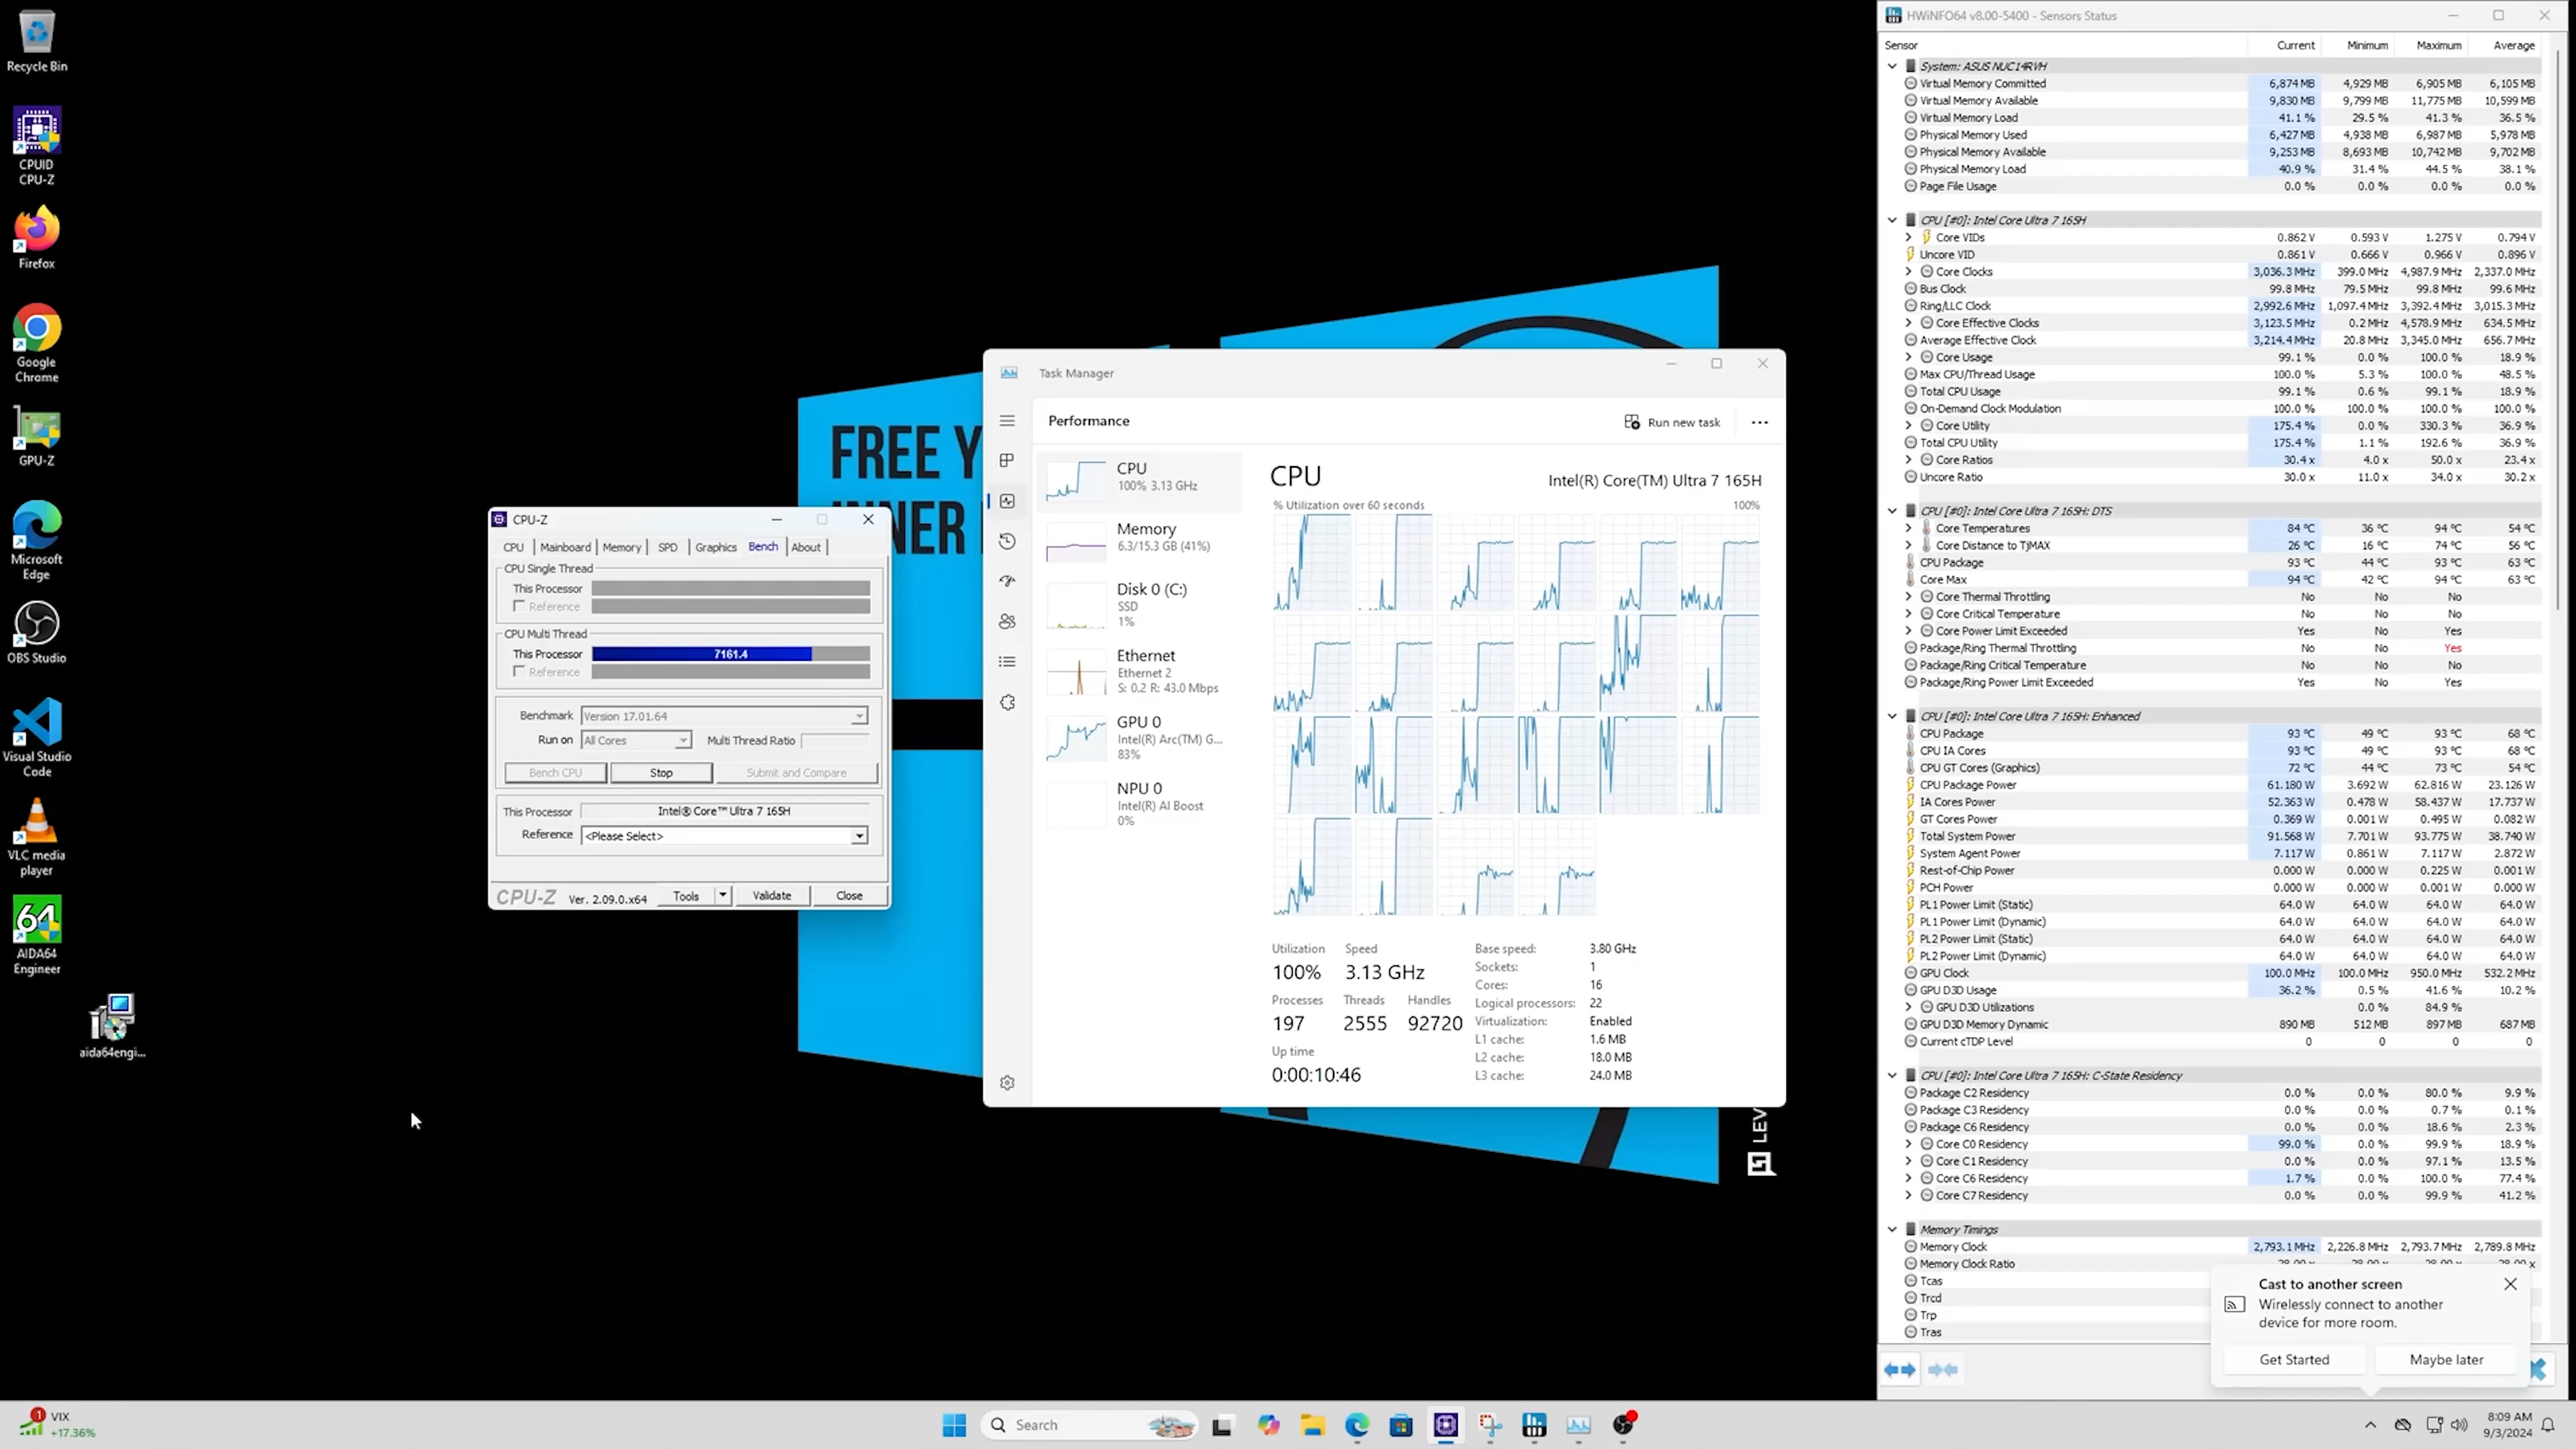 Recycle Bin
CPUID
CPU-Z
Firefox
Google
Chrome
GPU-Z
Microsoft
Edge
OBS Studio
Visual Studio
Code
VLC media
player
64
AIDA64
Engineer
aida64engi...
FREE Y
INNER
LEV
CPU-Z
CPU Mainboard Memory SPD Graphics Bench About
CPU Single Thread
This Processor
Reference
CPU Multi Thread
This Processor 7161.4
Reference
Benchmark Version 17.01.64
Run on All Cores Multi Thread Ratio
Bench CPU Stop Submit and Compare
This Processor Intel® Core™ Ultra 7 165H
Reference <Please Select>
CPU-Z Ver. 2.09.0.x64 Tools Validate Close
Task Manager
Performance Run new task ...
CPU
100% 3.13 GHz
Memory
6.3/15.3 GB (41%)
Disk 0 (C:)
SSD
1%
Ethernet
Ethernet 2
S: 0.2 R: 43.0 Mbps
GPU 0
Intel(R) Arc(TM) G...
83%
NPU 0
Intel(R) AI Boost
0%
CPU Intel(R) Core(TM) Ultra 7 165H
% Utilization over 60 seconds 100%
Utilization Speed
100% 3.13 GHz
Processes Threads Handles
197 2555 92720
Up time
0:00:10:46
Base speed: 3.80 GHz
Sockets: 1
Cores: 16
Logical processors: 22
Virtualization: Enabled
L1 cache: 1.6 MB
L2 cache: 18.0 MB
L3 cache: 24.0 MB
HWiNFO64 v8.00-5400 - Sensors Status
Sensor Current Minimum Maximum Average
System: ASUS NUC14RVH
Virtual Memory Committed 6,874 MB 4,929 MB 6,905 MB 6,105 MB
Virtual Memory Available 9,830 MB 9,799 MB 11,775 MB 10,599 MB
Virtual Memory Load 41.1 % 29.5 % 41.3 % 36.5 %
Physical Memory Used 6,427 MB 4,938 MB 6,987 MB 5,978 MB
Physical Memory Available 9,253 MB 8,693 MB 10,742 MB 9,702 MB
Physical Memory Load 40.9 % 31.4 % 44.5 % 38.1 %
Page File Usage 0.0 % 0.0 % 0.0 % 0.0 %
CPU [#0]: Intel Core Ultra 7 165H
Core VIDs 0.862 V 0.593 V 1.275 V 0.794 V
Uncore VID 0.861 V 0.666 V 0.966 V 0.896 V
Core Clocks 3,036.3 MHz 399.0 MHz 4,987.9 MHz 2,337.0 MHz
Bus Clock 99.8 MHz 79.5 MHz 99.8 MHz 99.6 MHz
Ring/LLC Clock 2,992.6 MHz 1,097.4 MHz 3,392.4 MHz 3,015.3 MHz
Core Effective Clocks 3,123.5 MHz 0.2 MHz 4,578.9 MHz 634.5 MHz
Average Effective Clock 3,214.4 MHz 20.8 MHz 3,345.0 MHz 656.7 MHz
Core Usage 99.1 % 0.0 % 100.0 % 18.9 %
Max CPU/Thread Usage 100.0 % 5.3 % 100.0 % 48.5 %
Total CPU Usage 99.1 % 0.6 % 99.1 % 18.9 %
On-Demand Clock Modulation 100.0 % 100.0 % 100.0 % 100.0 %
Core Utility 175.4 % 0.0 % 330.3 % 36.9 %
Total CPU Utility 175.4 % 1.1 % 192.6 % 36.9 %
Core Ratios 30.4 x 4.0 x 50.0 x 23.4 x
Uncore Ratio 30.0 x 11.0 x 34.0 x 30.2 x
CPU [#0]: Intel Core Ultra 7 165H: DTS
Core Temperatures 84 °C 36 °C 94 °C 54 °C
Core Distance to TjMAX 26 °C 16 °C 74 °C 56 °C
CPU Package 93 °C 44 °C 93 °C 63 °C
Core Max 94 °C 42 °C 94 °C 63 °C
Core Thermal Throttling No No No
Core Critical Temperature No No No
Core Power Limit Exceeded Yes No Yes
Package/Ring Thermal Throttling No No Yes
Package/Ring Critical Temperature No No No
Package/Ring Power Limit Exceeded Yes No Yes
CPU [#0]: Intel Core Ultra 7 165H: Enhanced
CPU Package 93 °C 49 °C 93 °C 68 °C
CPU IA Cores 93 °C 49 °C 93 °C 68 °C
CPU GT Cores (Graphics) 72 °C 44 °C 73 °C 54 °C
CPU Package Power 61.180 W 3.692 W 62.816 W 23.126 W
IA Cores Power 52.363 W 0.478 W 58.437 W 17.737 W
GT Cores Power 0.369 W 0.001 W 0.495 W 0.082 W
Total System Power 91.568 W 7.701 W 93.775 W 38.740 W
System Agent Power 7.117 W 0.861 W 7.117 W 2.872 W
Rest-of-Chip Power 0.000 W 0.000 W 0.225 W 0.001 W
PCH Power 0.000 W 0.000 W 0.001 W 0.000 W
PL1 Power Limit (Static) 64.0 W 64.0 W 64.0 W 64.0 W
PL1 Power Limit (Dynamic) 64.0 W 64.0 W 64.0 W 64.0 W
PL2 Power Limit (Static) 64.0 W 64.0 W 64.0 W 64.0 W
PL2 Power Limit (Dynamic) 64.0 W 64.0 W 64.0 W 64.0 W
GPU Clock 100.0 MHz 100.0 MHz 950.0 MHz 532.2 MHz
GPU D3D Usage 36.2 % 0.5 % 41.6 % 10.2 %
GPU D3D Utilizations 0.0 % 84.9 %
GPU D3D Memory Dynamic 890 MB 512 MB 897 MB 687 MB
Current cTDP Level 0 0 0 0
CPU [#0]: Intel Core Ultra 7 165H: C-State Residency
Package C2 Residency 0.0 % 0.0 % 80.0 % 9.9 %
Package C3 Residency 0.0 % 0.0 % 0.7 % 0.1 %
Package C6 Residency 0.0 % 0.0 % 18.6 % 2.3 %
Core C0 Residency 99.0 % 0.0 % 99.9 % 18.9 %
Core C1 Residency 0.0 % 0.0 % 97.1 % 13.5 %
Core C6 Residency 1.7 % 0.0 % 100.0 % 77.4 %
Core C7 Residency 0.0 % 0.0 % 99.9 % 41.2 %
Memory Timings
Memory Clock 2,793.1 MHz 2,226.8 MHz 2,793.7 MHz 2,789.8 MHz
Memory Clock Ratio
Tcas
Trcd
Trp
Tras
Cast to another screen
Wirelessly connect to another
device for more room.
Get Started Maybe later
1
VIX
+17.36%
Search
8:09 AM
9/3/2024